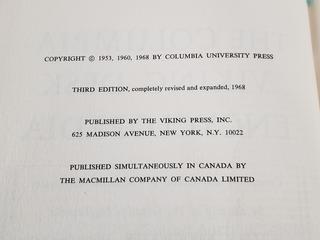 COPYRIGHT © 1953, 1960, 1968 BY COLUMBIA UNIVERSITY PRESS
THIRD EDITION, completely revised and expanded, 1968
PUBLISHED BY THE VIKING PRESS, INC.
625 MADISON AVENUE, NEW YORK, N.Y. 10022
PUBLISHED SIMULTANEOUSLY IN CANADA BY
THE MACMILLAN COMPANY OF CANADA LIMITED